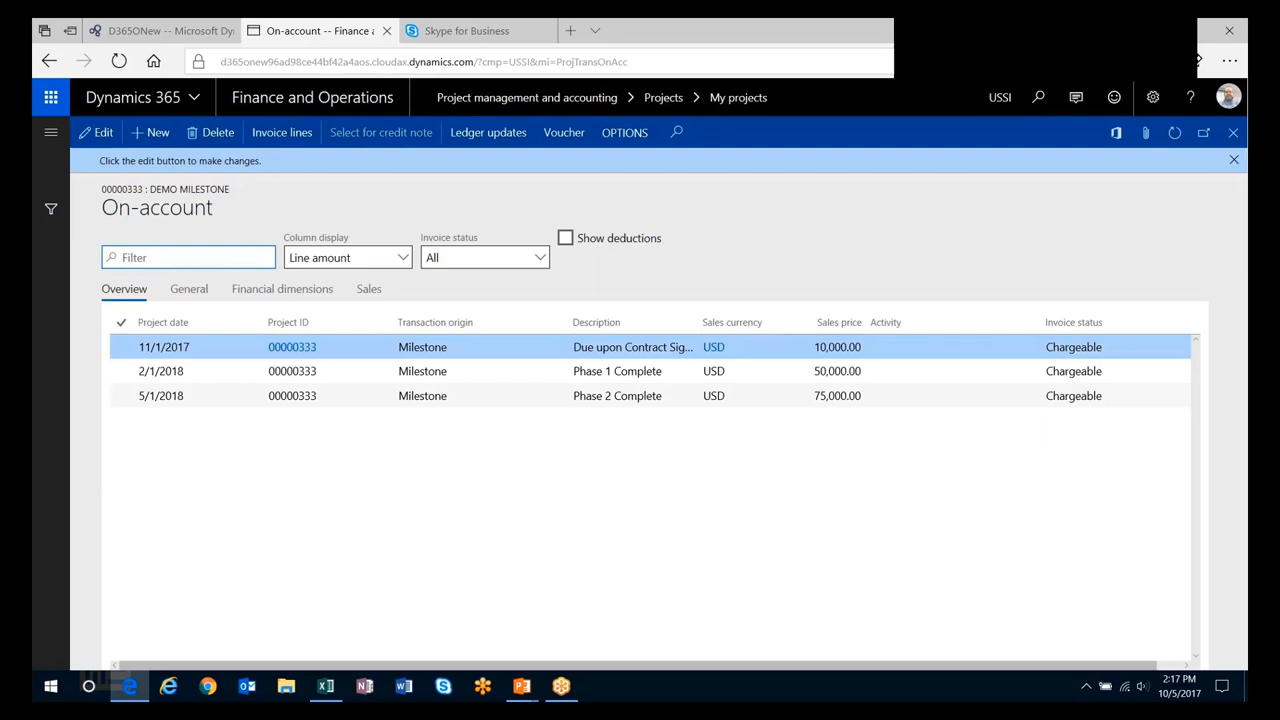 D365ONew -- Microsoft Dy
On-account -- Finance a
Skype for Business
d365onew96ad98ce44bf42a4aos.cloudax.dynamics.com/?cmp=USSI&mi=ProjTransOnAcc
Dynamics 365
Finance and Operations
Project management and accounting > Projects > My projects
USSI
Edit + New Delete Invoice lines Select for credit note Ledger updates Voucher OPTIONS
Click the edit button to make changes.
00000333 : DEMO MILESTONE
On-account
Column display Invoice status
Filter Line amount All Show deductions
Overview General Financial dimensions Sales
Project date Project ID Transaction origin Description Sales currency Sales price Activity Invoice status
11/1/2017 00000333 Milestone Due upon Contract Sig... USD 10,000.00 Chargeable
2/1/2018 00000333 Milestone Phase 1 Complete USD 50,000.00 Chargeable
5/1/2018 00000333 Milestone Phase 2 Complete USD 75,000.00 Chargeable
2:17 PM
10/5/2017